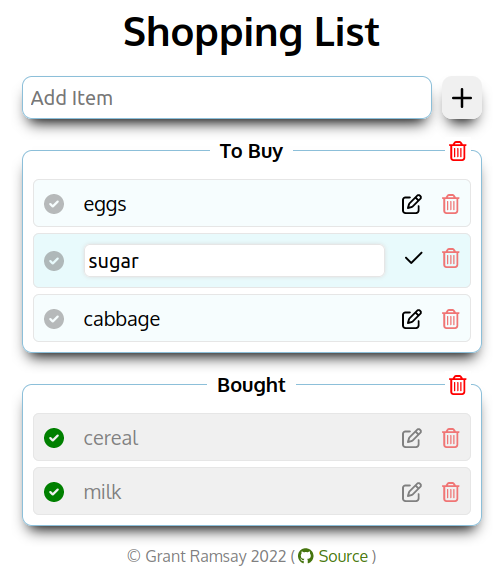 Shopping List
Add Item
To Buy
eggs
sugar
cabbage
Bought
cereal
milk
© Grant Ramsay 2022 ( Source )